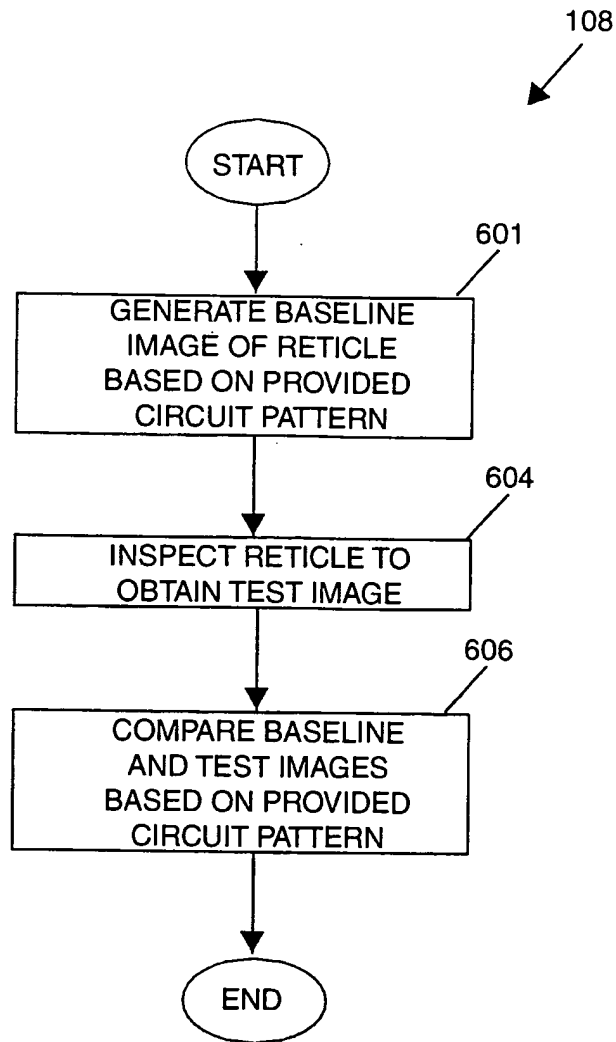 108
START
601
GENERATE BASELINE
IMAGE OF RETICLE
BASED ON PROVIDED
CIRCUIT PATTERN
604
INSPECT RETICLE TO
OBTAIN TEST IMAGE
606
COMPARE BASELINE
AND TEST IMAGES
BASED ON PROVIDED
CIRCUIT PATTERN
END